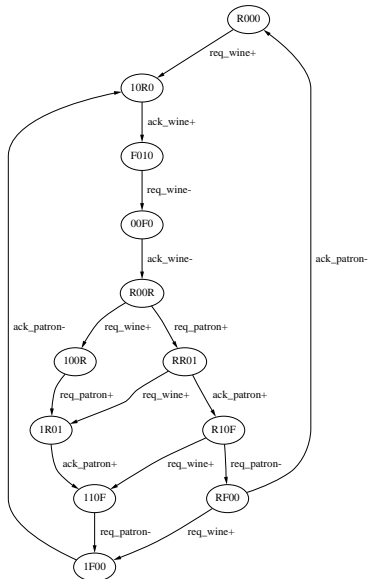 R000
req_wine+
10R0
ack_wine+
F010
req_wine-
00F0
ack_wine-
ack_patron-
R00R
ack_patron-
req_wine+
req_patron+
100R
RR01
req_patron+
req_wine+
ack_patron+
1R01
R10F
ack_patron+
req_wine+
req_patron-
110F
RF00
req_patron-
req_wine+
1F00